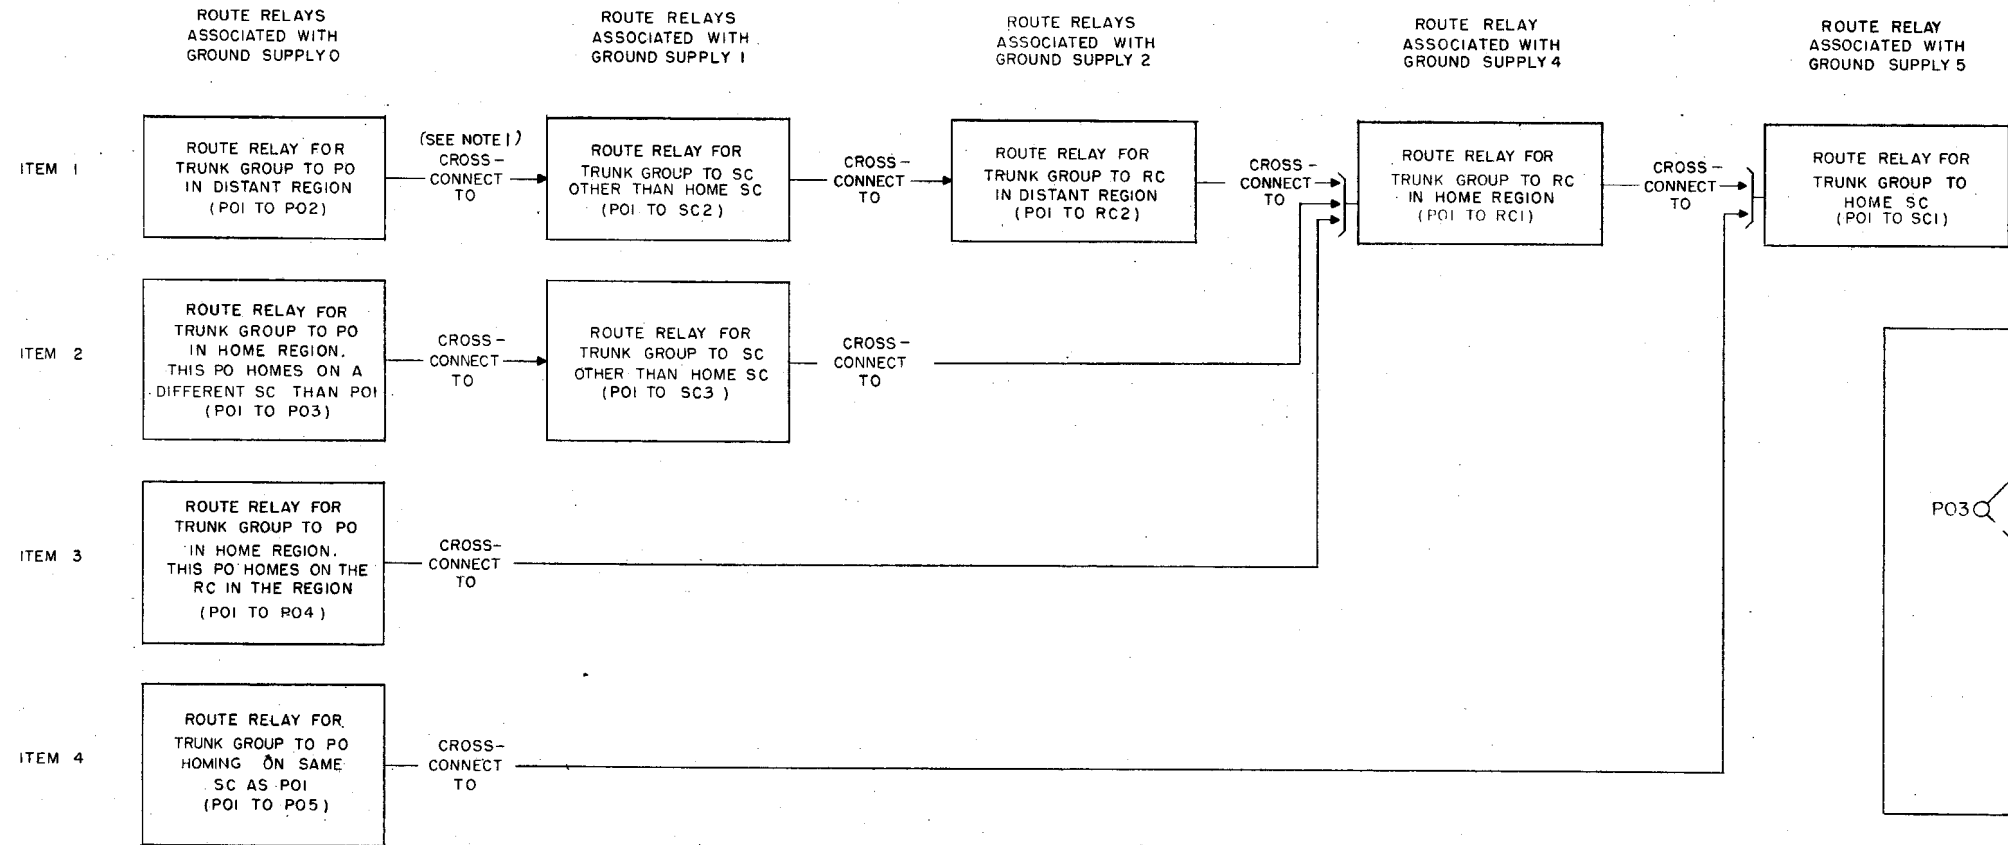 ROUTE RELAYS
ASSOCIATED WITH
GROUND SUPPLY 0
ROUTE RELAYS
ASSOCIATED WITH
GROUND SUPPLY 1
ROUTE RELAYS
ASSOCIATED WITH
GROUND SUPPLY 2
ROUTE RELAY
ASSOCIATED WITH
GROUND SUPPLY 4
ROUTE RELAY
ASSOCIATED WITH
GROUND SUPPLY 5
ITEM 1
ROUTE RELAY FOR
TRUNK GROUP TO PO
IN DISTANT REGION
(PO1 TO PO2)
(SEE NOTE 1)
CROSS-
CONNECT
TO
ROUTE RELAY FOR
TRUNK GROUP TO SC
OTHER THAN HOME SC
(PO1 TO SC2)
CROSS-
CONNECT
TO
ROUTE RELAY FOR
TRUNK GROUP TO RC
IN DISTANT REGION
(PO1 TO RC2)
CROSS-
CONNECT
TO
ROUTE RELAY FOR
TRUNK GROUP TO RC
IN HOME REGION
(PO1 TO RC1)
CROSS-
CONNECT
TO
ROUTE RELAY FOR
TRUNK GROUP TO
HOME SC
(PO1 TO SC1)
ITEM 2
ROUTE RELAY FOR
TRUNK GROUP TO PO
IN HOME REGION.
THIS PO HOMES ON A
DIFFERENT SC THAN PO1
(PO1 TO PO3)
CROSS-
CONNECT
TO
ROUTE RELAY FOR
TRUNK GROUP TO SC
OTHER THAN HOME SC
(PO1 TO SC3)
CROSS-
CONNECT
TO
ITEM 3
ROUTE RELAY FOR
TRUNK GROUP TO PO
IN HOME REGION.
THIS PO HOMES ON THE
RC IN THE REGION
(PO1 TO PO4)
CROSS-
CONNECT
TO
PO3
ITEM 4
ROUTE RELAY FOR
TRUNK GROUP TO PO
HOMING ON SAME
SC AS PO1
(PO1 TO PO5)
CROSS-
CONNECT
TO